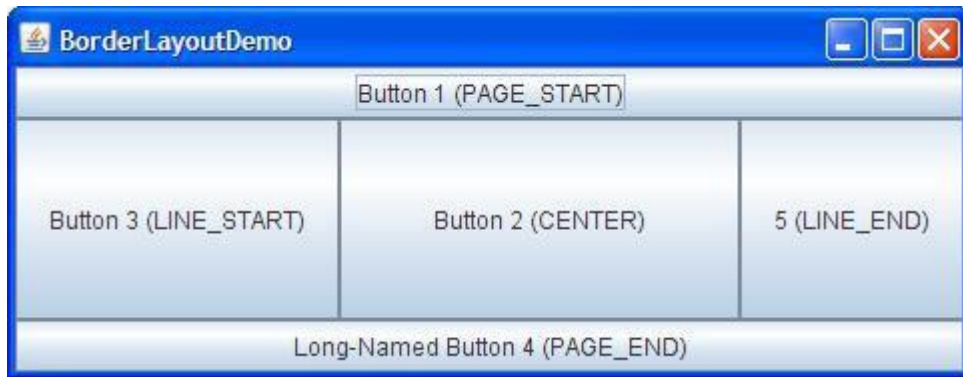 BorderLayoutDemo
Button 1 (PAGE_START)
Button 3 (LINE_START)
Button 2 (CENTER)
5 (LINE_END)
Long-Named Button 4 (PAGE_END)